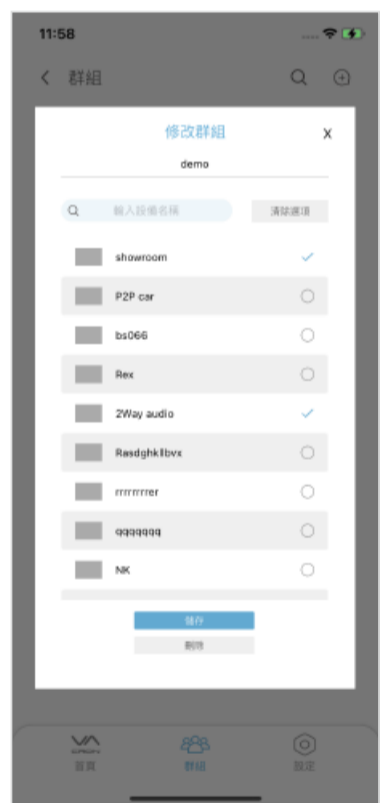 11:58
群組
修改群組
X
demo
輸入設備名稱
清除選項
showroom
P2P car
bs066
Rex
2Way audio
rrrrrrrrer
qqqqqqq
NK
儲存
刪除
首頁
群組
設定